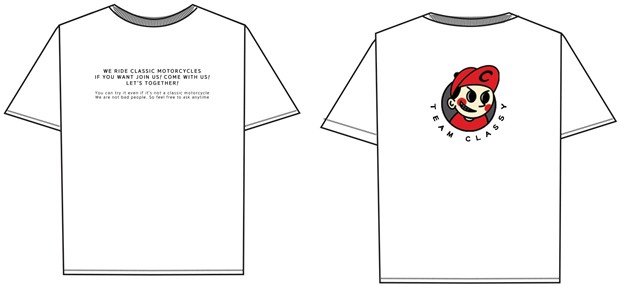 WE RIDE CLASSIC MOTORCYCLES
IF YOU WANT JOIN US! COME WITH US!
LET'S TOGETHER!
You can try it even if it's not a classic motorcycle
We are not bad people, So feel free to ask anytime
C
TEAM CLASSY